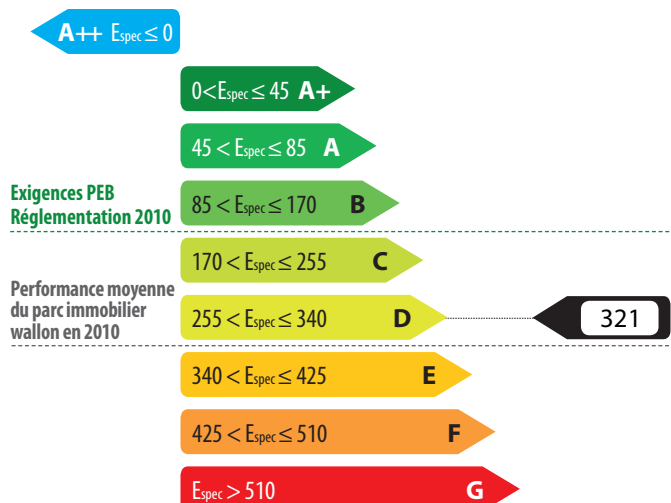 A++ Espec ≤ 0
0<Espec ≤ 45 A+
45 < Espec ≤ 85 A
Exigences PEB
Réglementation 2010
85 < Espec ≤ 170 B
170 < Espec ≤ 255 C
Performance moyenne
du parc immobilier
wallon en 2010
255 < Espec ≤ 340 D
321
340 < Espec ≤ 425 E
425 < Espec ≤ 510 F
Espec > 510 G